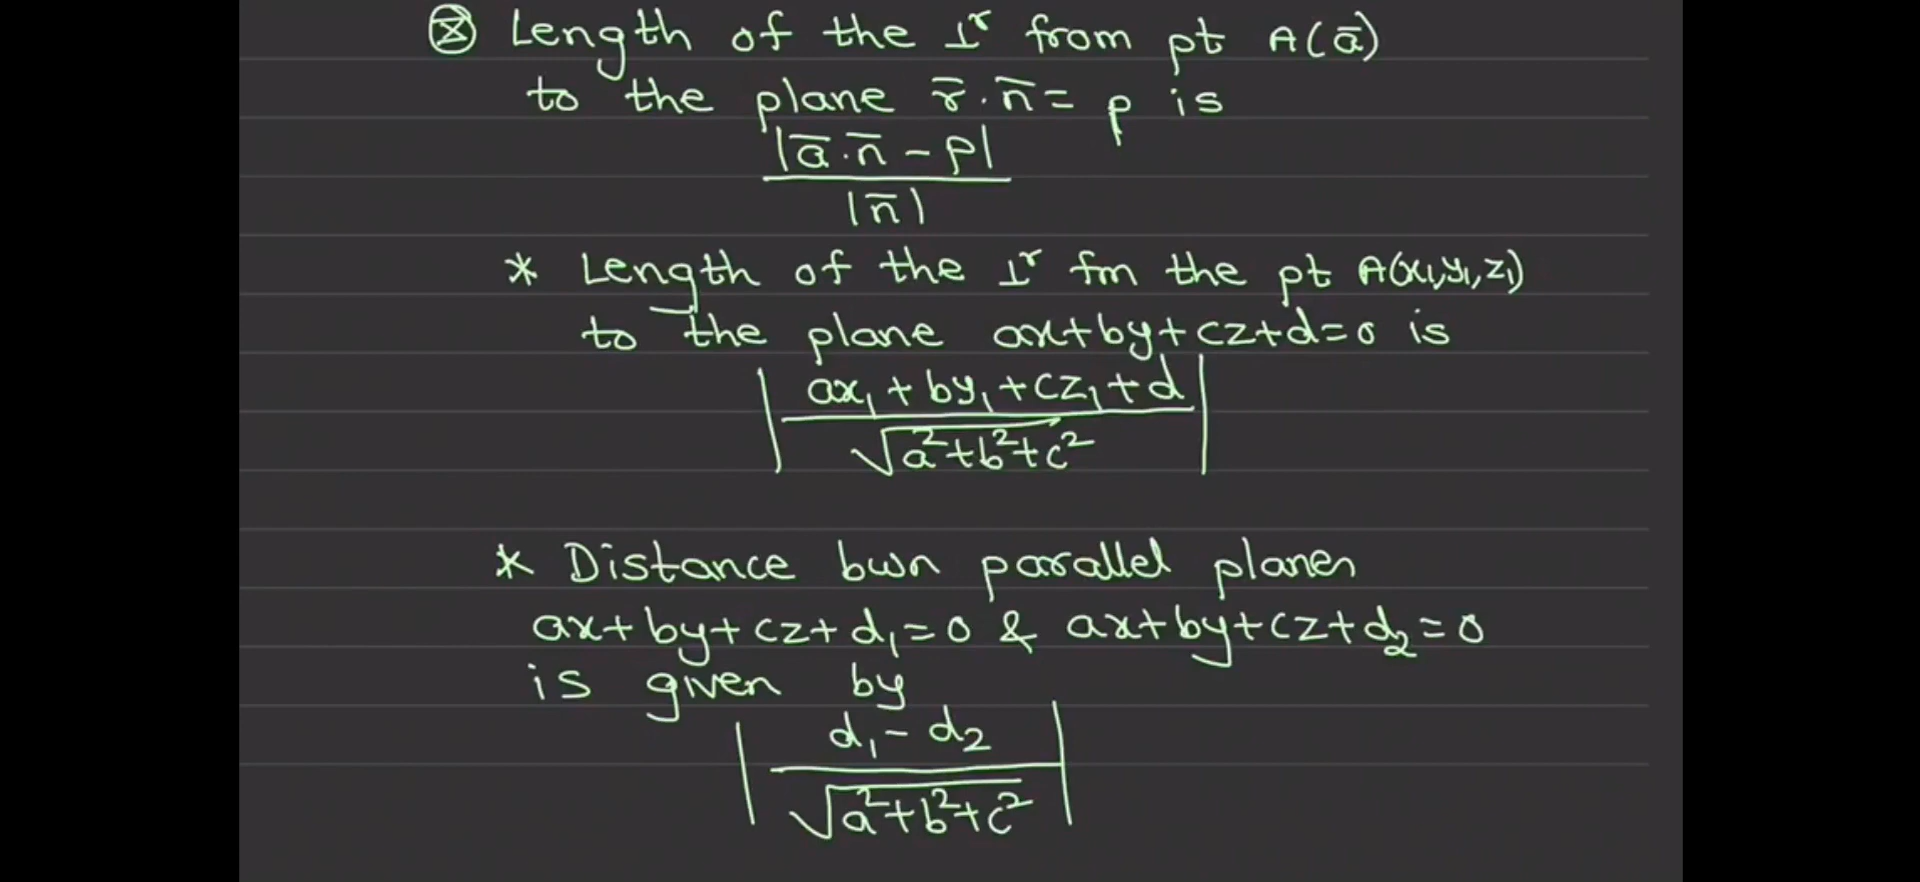 ⊛ Length of the ⊥ʳ from pt A(ā)
to the plane r̄.n̄= p is
|ā.n̄ - p|
|n̄|
* Length of the ⊥ʳ fm the pt A(x₁,y₁,z₁)
to the plane ax+by+cz+d=0 is
| ax₁+by₁+cz₁+d |
√a²+b²+c²
* Distance bwn parallel planes
ax+by+cz+d₁=0 & ax+by+cz+d₂=0
is given by
| d₁- d₂ |
√a²+b²+c²